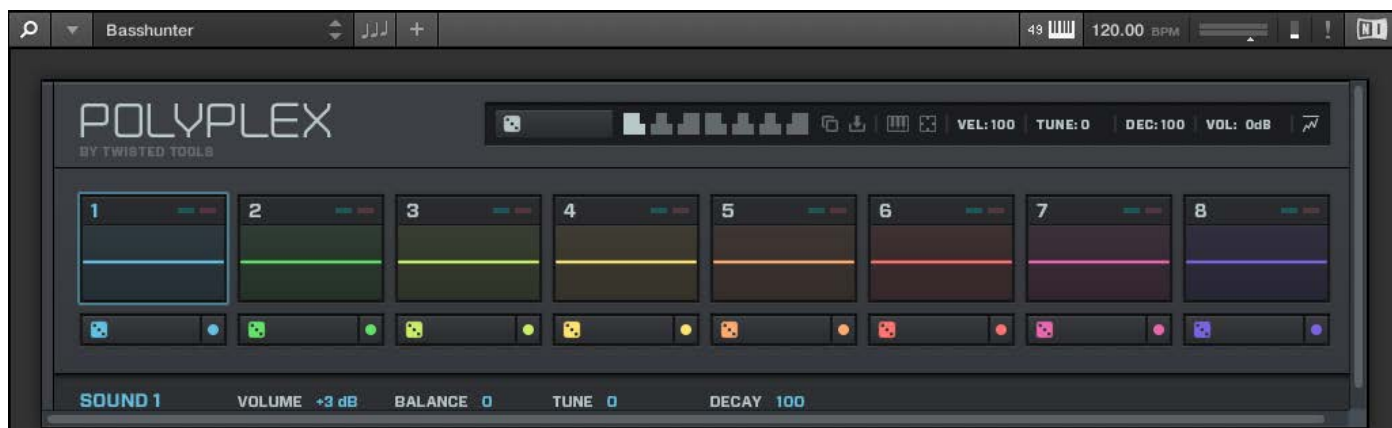 Basshunter 49 120.00 BPM ! NI
POLYPLEX
BY TWISTED TOOLS
VEL:100 TUNE:0 DEC:100 VOL: 0dB
1 2 3 4 5 6 7 8
SOUND 1 VOLUME +3 dB BALANCE 0 TUNE 0 DECAY 100